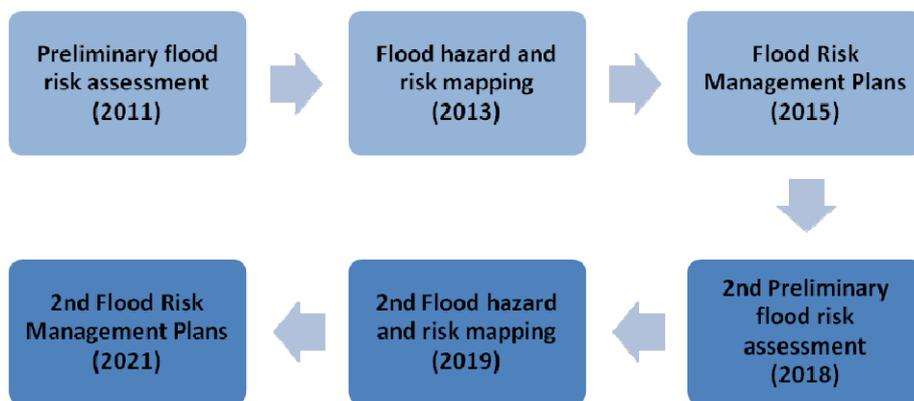 Preliminary flood
risk assessment
(2011)
Flood hazard and
risk mapping
(2013)
Flood Risk
Management Plans
(2015)
2nd Preliminary
flood risk
assessment
(2018)
2nd Flood hazard
and risk mapping
(2019)
2nd Flood Risk
Management Plans
(2021)